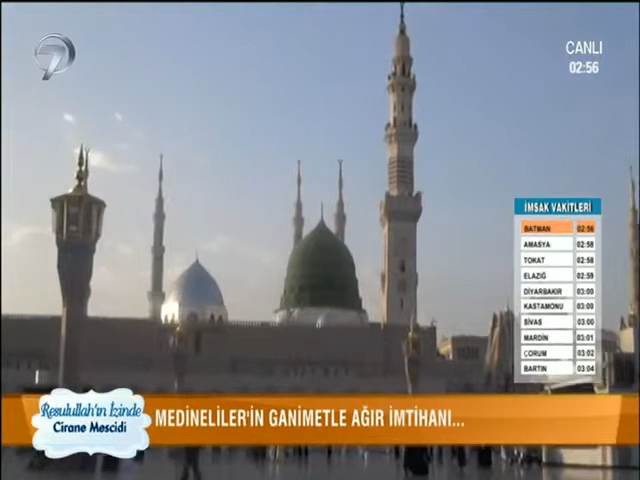 7
CANLI
02:56
İMSAK VAKİTLERİ
BATMAN 02:56
AMASYA 02:58
TOKAT 02:58
ELAZIĞ 02:59
DİYARBAKIR 03:00
KASTAMONU 03:00
SİVAS 03:00
MARDİN 03:01
ÇORUM 03:02
BARTIN 03:04
Resulullah'ın İzinde
Cirane Mescidi
MEDİNELİLER'İN GANİMETLE AĞIR İMTİHANI...